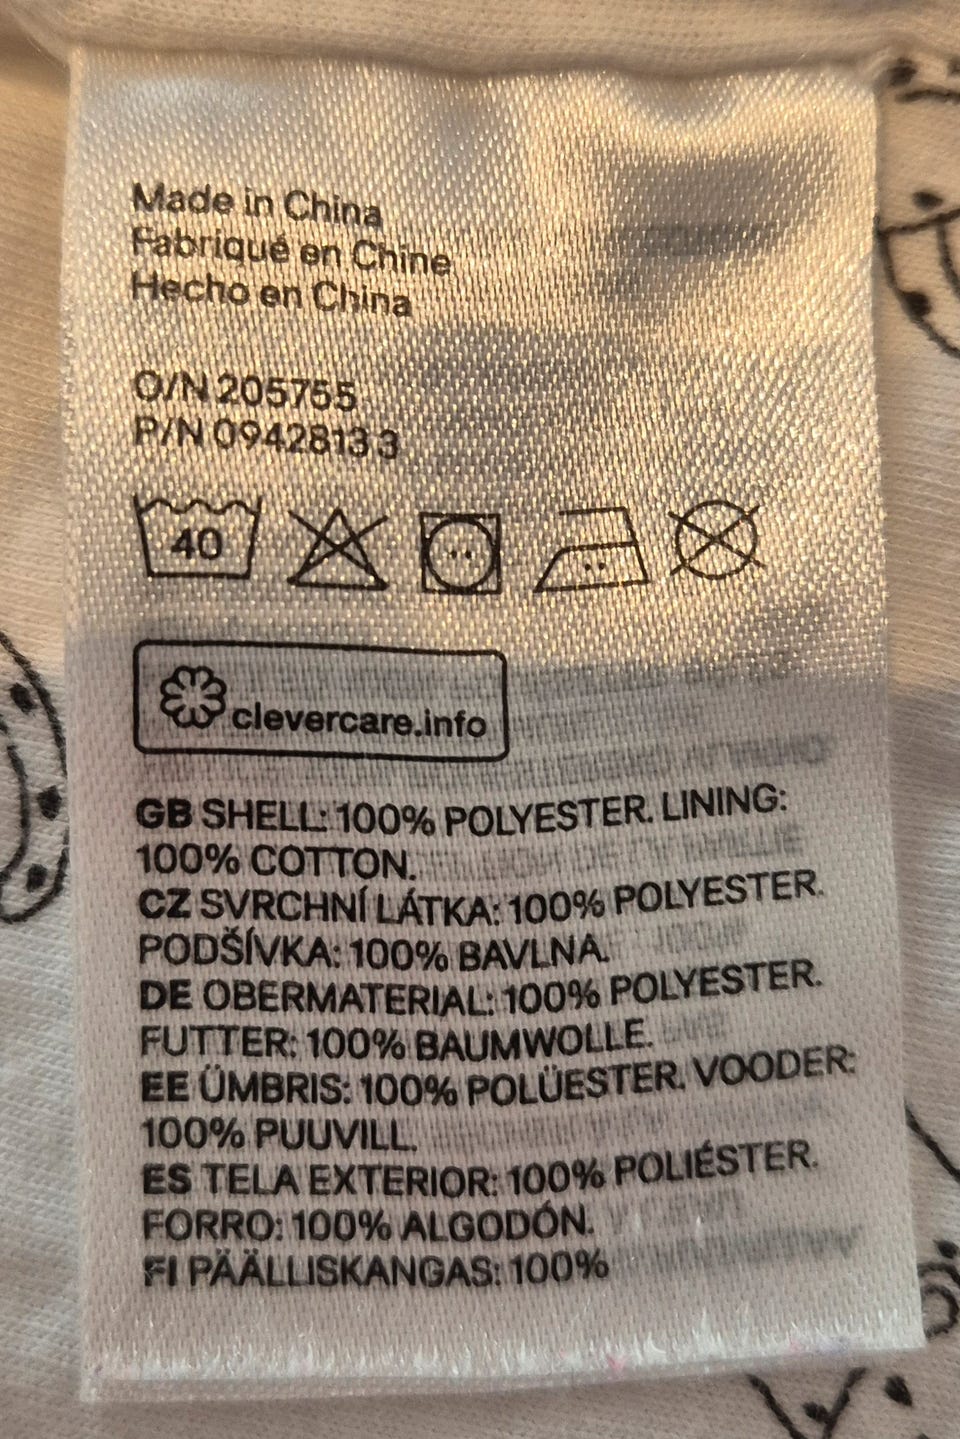 Made in China
Fabriqué en Chine
Hecho en China
O/N 205755
P/N 0942813 3
40
clevercare.info
GB SHELL: 100% POLYESTER. LINING:
100% COTTON.
CZ SVRCHNÍ LÁTKA: 100% POLYESTER.
PODŠÍVKA: 100% BAVLNA.
DE OBERMATERIAL: 100% POLYESTER.
FUTTER: 100% BAUMWOLLE.
EE ÜMBRIS: 100% POLÜESTER. VOODER:
100% PUUVILL.
ES TELA EXTERIOR: 100% POLIÉSTER.
FORRO: 100% ALGODÓN.
FI PÄÄLLISKANGAS: 100%